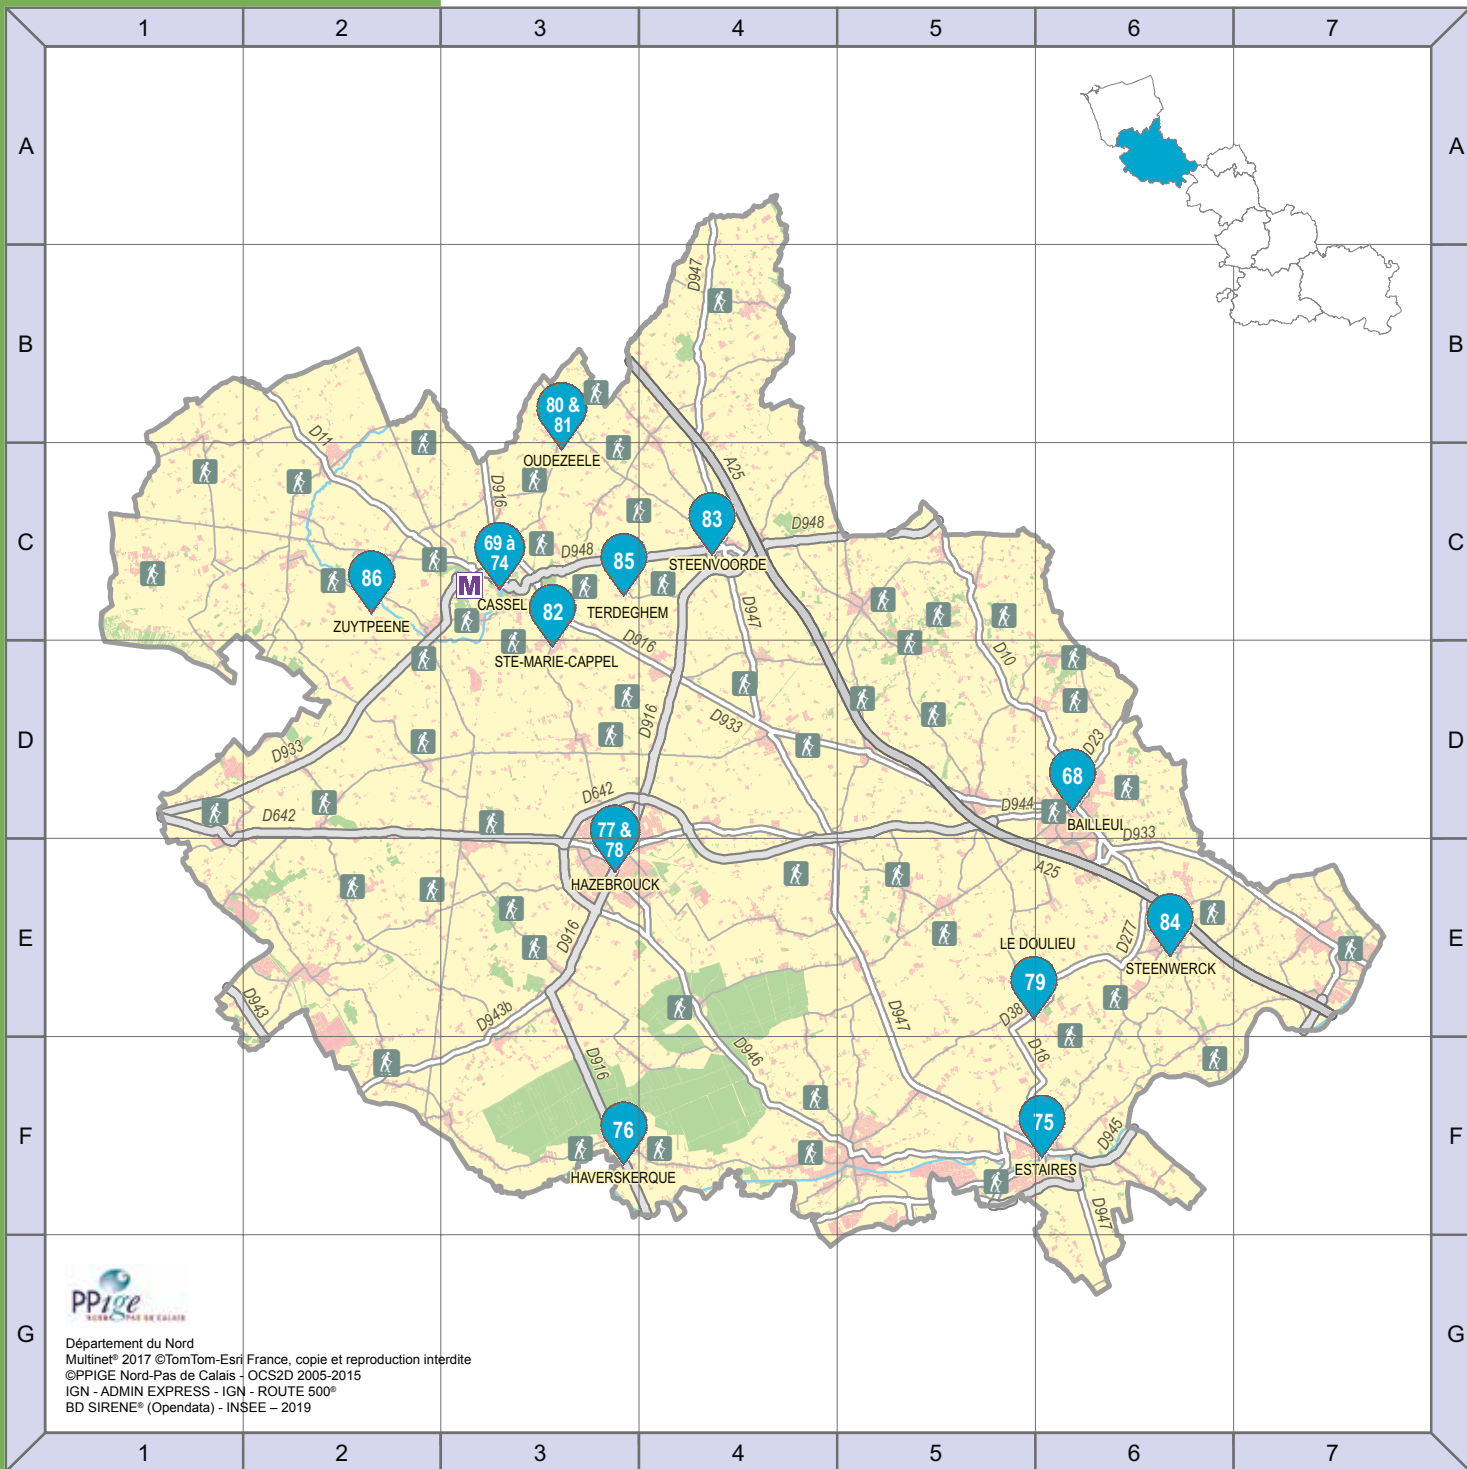 1 2 3 4 5 6 7
A A
B B
C C
D D
E E
F F
G G
D947
80 &
81
OUDEZEELE
D11
D916
A25
83
STEENVOORDE
D948
69 à
74
CASSEL
M
D948
85
TERDEGHEM
86
ZUYTPEENE
82
STE-MARIE-CAPPEL
D916
D947
D10
D916
D933
D933
D23
68
BAILLEUL
D944
D642
D642
77 &
78
HAZEBROUCK
D933
A25
D916
D277
84
STEENWERCK
LE DOULIEU
79
D38
D943
D943b
D947
D18
D916
D946
76
HAVERSKERQUE
75
ESTAIRES
D945
D947
PPige
NORD PAS DE CALAIS
Département du Nord
Multinet® 2017 ©TomTom-Esri France, copie et reproduction interdite
©PPIGE Nord-Pas de Calais - OCS2D 2005-2015
IGN - ADMIN EXPRESS - IGN - ROUTE 500®
BD SIRENE® (Opendata) - INSEE – 2019
1 2 3 4 5 6 7